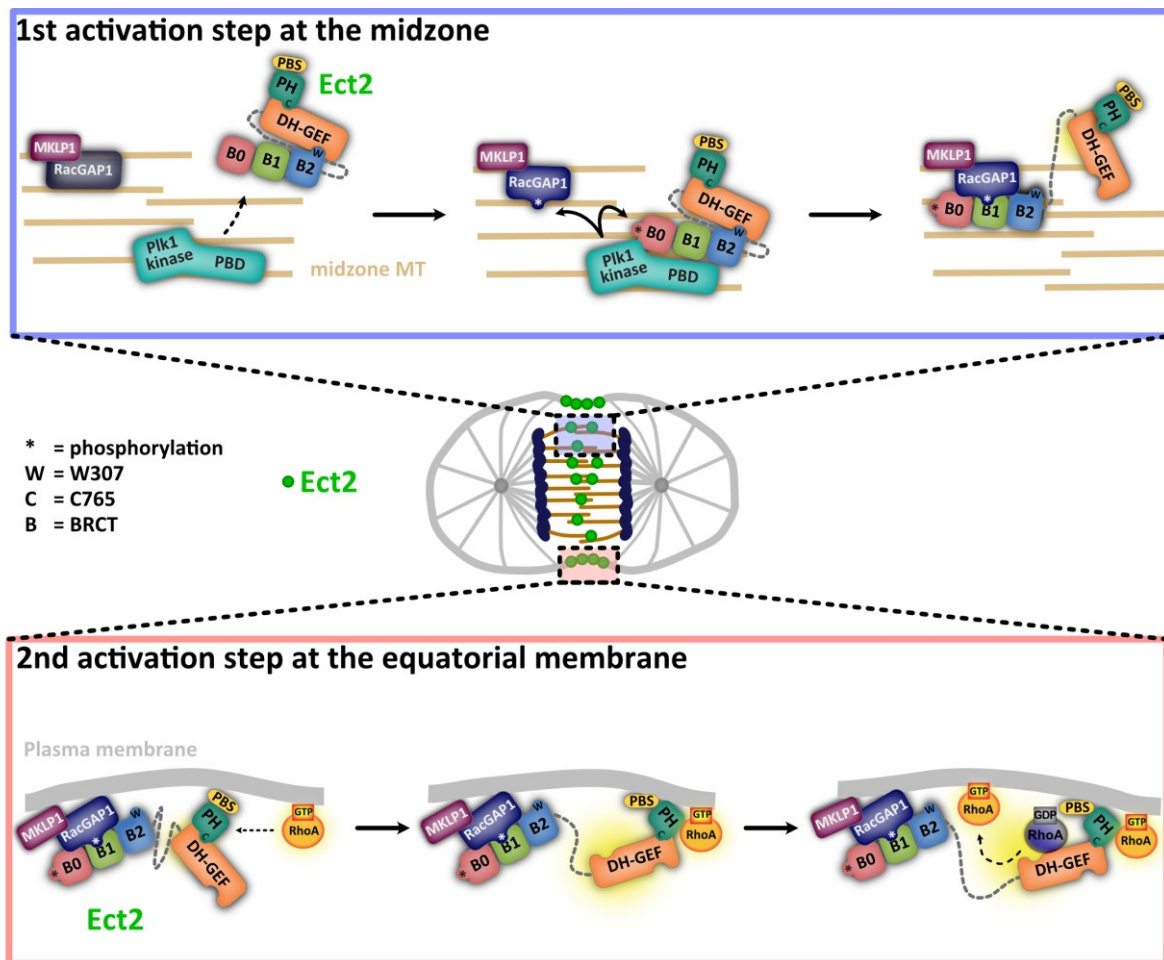 1st activation step at the midzone
PBS
PH
C
Ect2
DH-GEF
W
B0
B1
B2
MKLP1
RacGAP1
Plk1
kinase
PBD
midzone MT
PBS
PH
C
DH-GEF
W
MKLP1
RacGAP1
*
*
B0
B1
B2
Plk1
kinase
PBD
PBS
PH
C
DH-GEF
MKLP1
RacGAP1
*
*
B0
B1
B2
W
* = phosphorylation
W = W307
C = C765
B = BRCT
Ect2
2nd activation step at the equatorial membrane
Plasma membrane
MKLP1
RacGAP1
*
*
B0
B1
B2
W
PBS
PH
C
DH-GEF
GTP
RhoA
Ect2
MKLP1
RacGAP1
*
*
B0
B1
B2
W
PBS
PH
C
DH-GEF
GTP
RhoA
MKLP1
RacGAP1
*
*
B0
B1
B2
W
GTP
RhoA
GDP
RhoA
PBS
PH
C
DH-GEF
GTP
RhoA